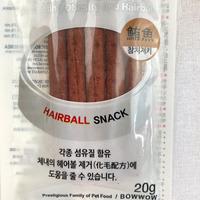 鮪魚
참치져키
HAIRBALL SNACK
각종 섬유질 함유
체내의 헤어볼 제거(化毛配方)에
도움을 줄 수 있습니다.
20g
Prestigious Family of Pet Food / BOWWOW